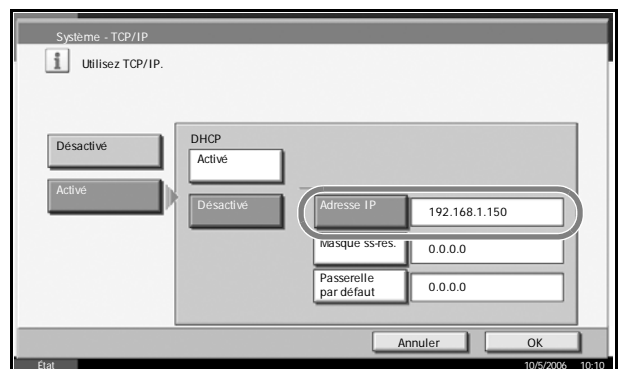 Système - TCP/IP
Utilisez TCP/IP.
Désactivé
Activé
DHCP
Activé
Désactivé
Adresse IP
192.168.1.150
Masque ss-rés.
0.0.0.0
Passerelle
par défaut
0.0.0.0
Annuler
OK
État
10/5/2006 10:10